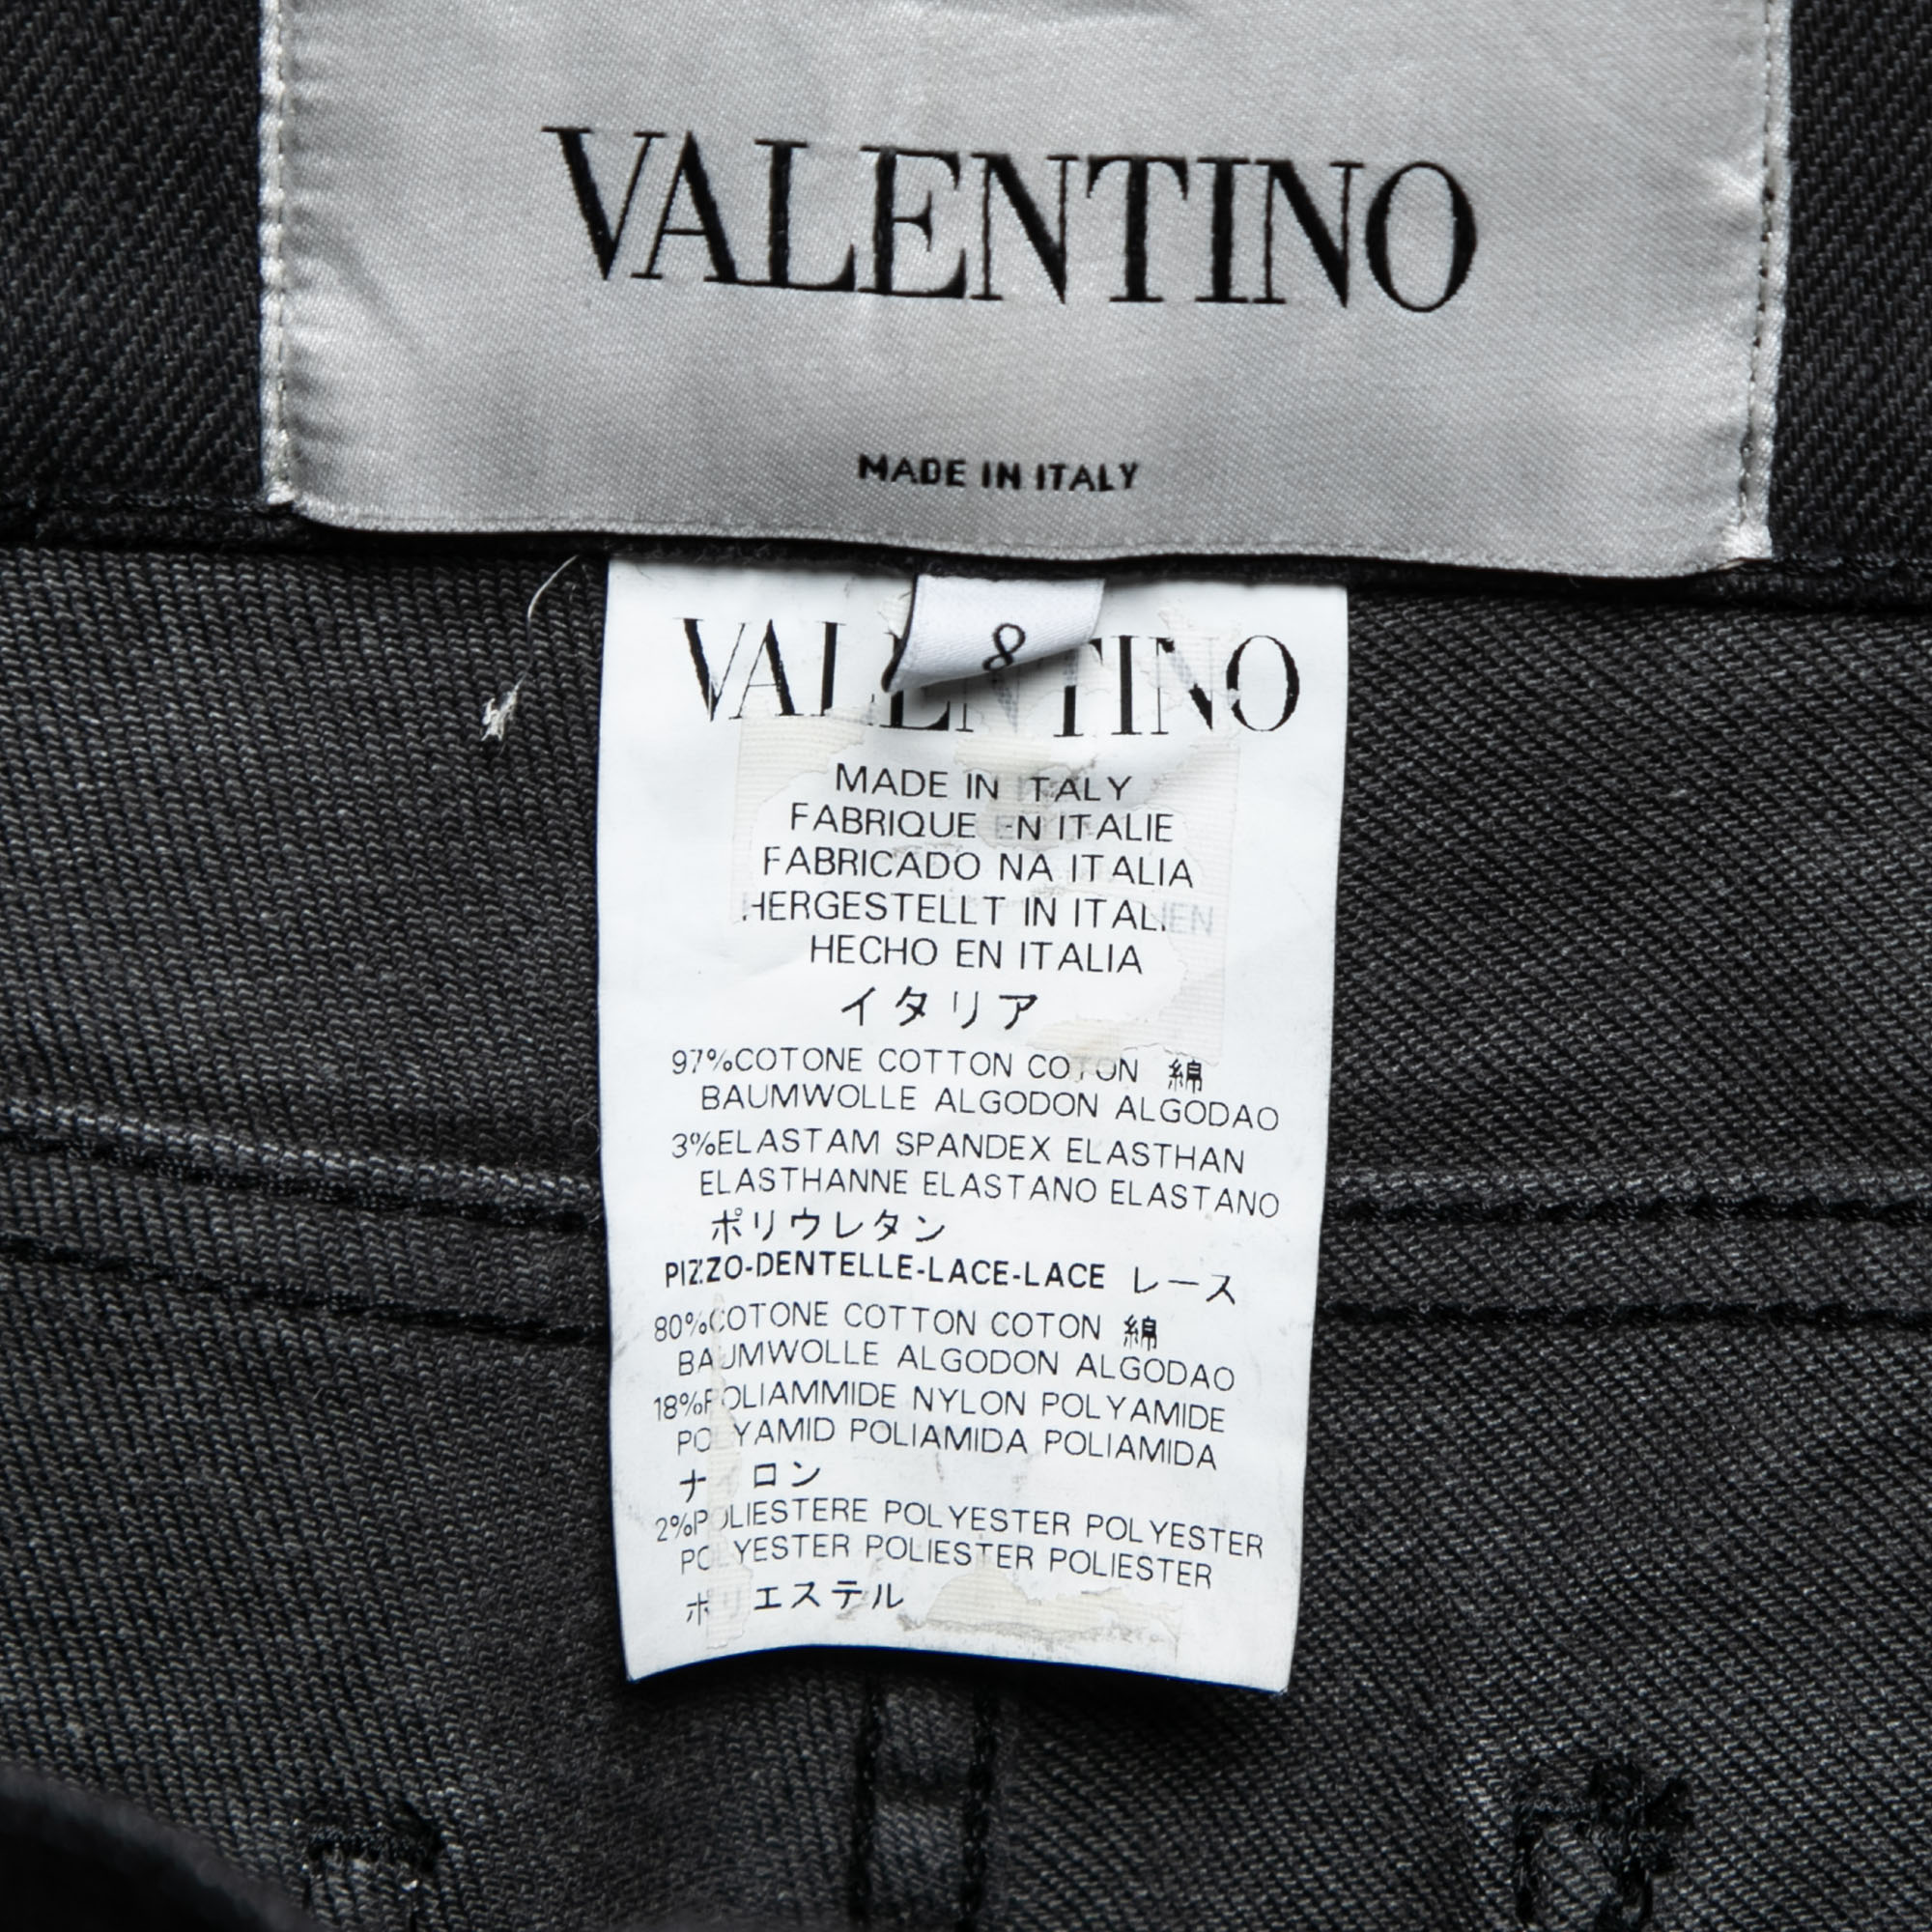 VALENTINO
MADE IN ITALY
8
VALENTINO
MADE IN ITALY
FABRIQUE EN ITALIE
FABRICADO NA ITALIA
HERGESTELLT IN ITALIEN
HECHO EN ITALIA
イタリア
97%COTONE COTTON COTON 綿
BAUMWOLLE ALGODON ALGODAO
3%ELASTAM SPANDEX ELASTHAN
ELASTHANNE ELASTANO ELASTANO
ポリウレタン
PIZZO-DENTELLE-LACE-LACE レース
80%COTONE COTTON COTON 綿
BAUMWOLLE ALGODON ALGODAO
18%POLIAMMIDE NYLON POLYAMIDE
POLYAMID POLIAMIDA POLIAMIDA
ナイロン
2%POLIESTERE POLYESTER POLYESTER
POLYESTER POLIESTER POLIESTER
ポリエステル